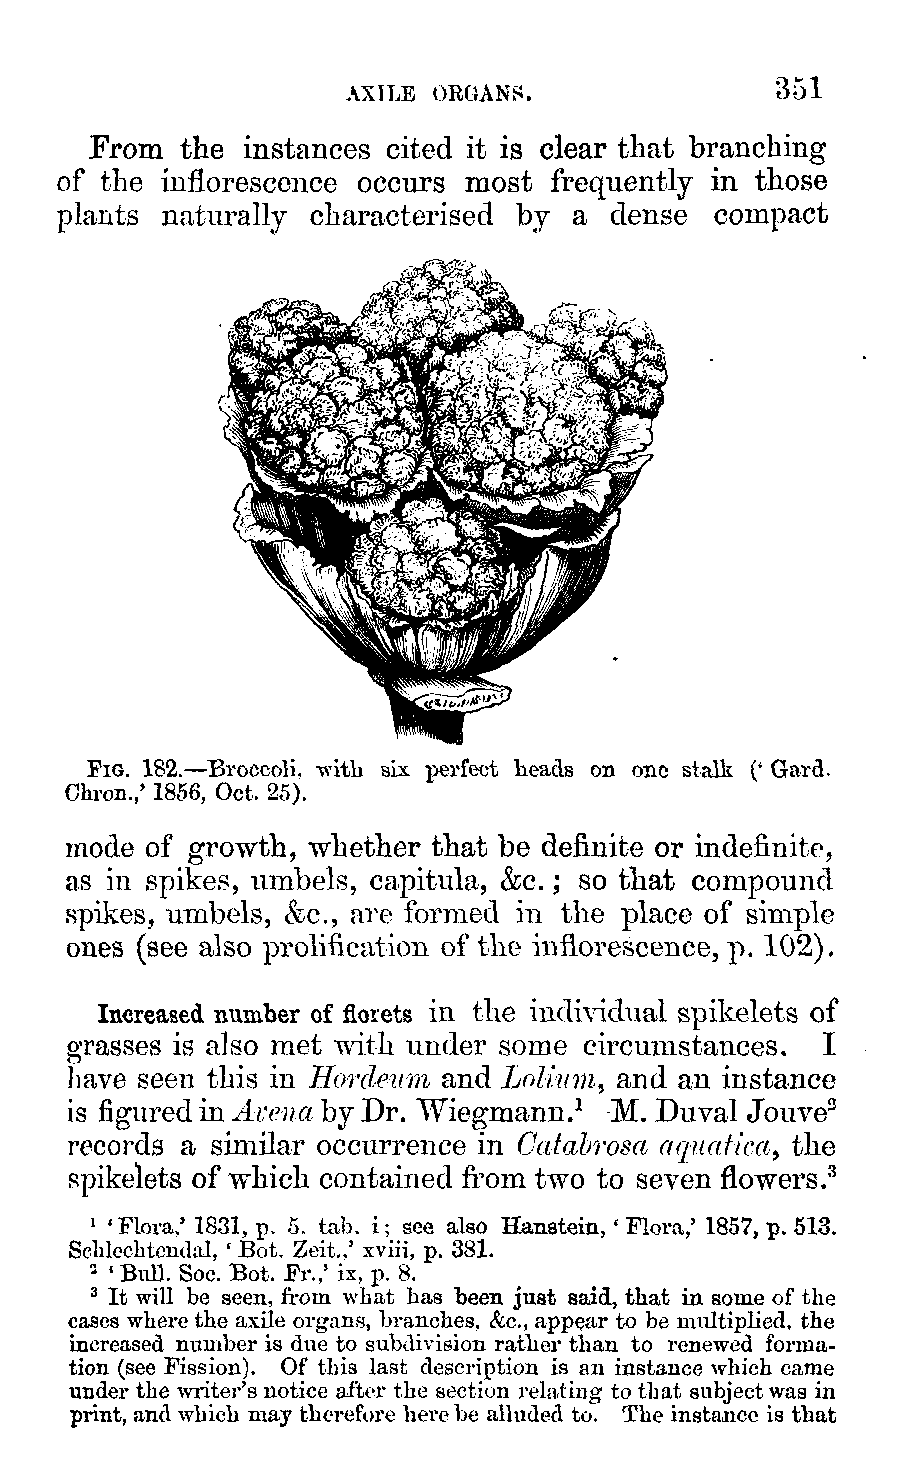 AXILE ORGANS. 351
From the instances cited it is clear that branching
of the inflorescence occurs most frequently in those
plants naturally characterised by a dense compact
FIG. 182.—Broccoli, with six perfect heads on one stalk (‘Gard.
Chron.,’ 1856, Oct. 25).
mode of growth, whether that be definite or indefinite,
as in spikes, umbels, capitula, &c.; so that compound
spikes, umbels, &c., are formed in the place of simple
ones (see also prolification of the inflorescence, p. 102).
Increased number of florets in the individual spikelets of
grasses is also met with under some circumstances. I
have seen this in Hordeum and Lolium, and an instance
is figured in Avena by Dr. Wiegmann.¹ M. Duval Jouve²
records a similar occurrence in Catabrosa aquatica, the
spikelets of which contained from two to seven flowers.³
¹ ‘Flora,’ 1831, p. 5. tab. i; see also Hanstein, ‘Flora,’ 1857, p. 513.
Schlechtendal, ‘Bot. Zeit.,’ xviii, p. 381.
² ‘Bull. Soc. Bot. Fr.,’ ix, p. 8.
³ It will be seen, from what has been just said, that in some of the
cases where the axile organs, branches, &c., appear to be multiplied, the
increased number is due to subdivision rather than to renewed forma-
tion (see Fission). Of this last description is an instance which came
under the writer's notice after the section relating to that subject was in
print, and which may therefore here be alluded to. The instance is that